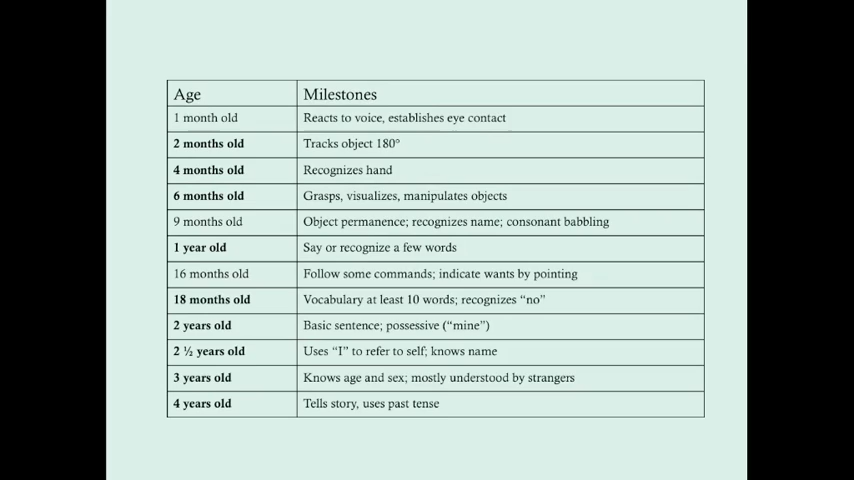 Age Milestones
1 month old Reacts to voice, establishes eye contact
2 months old Tracks object 180°
4 months old Recognizes hand
6 months old Grasps, visualizes, manipulates objects
9 months old Object permanence; recognizes name; consonant babbling
1 year old Say or recognize a few words
16 months old Follow some commands; indicate wants by pointing
18 months old Vocabulary at least 10 words; recognizes “no”
2 years old Basic sentence; possessive (“mine”)
2 ½ years old Uses “I” to refer to self; knows name
3 years old Knows age and sex; mostly understood by strangers
4 years old Tells story, uses past tense